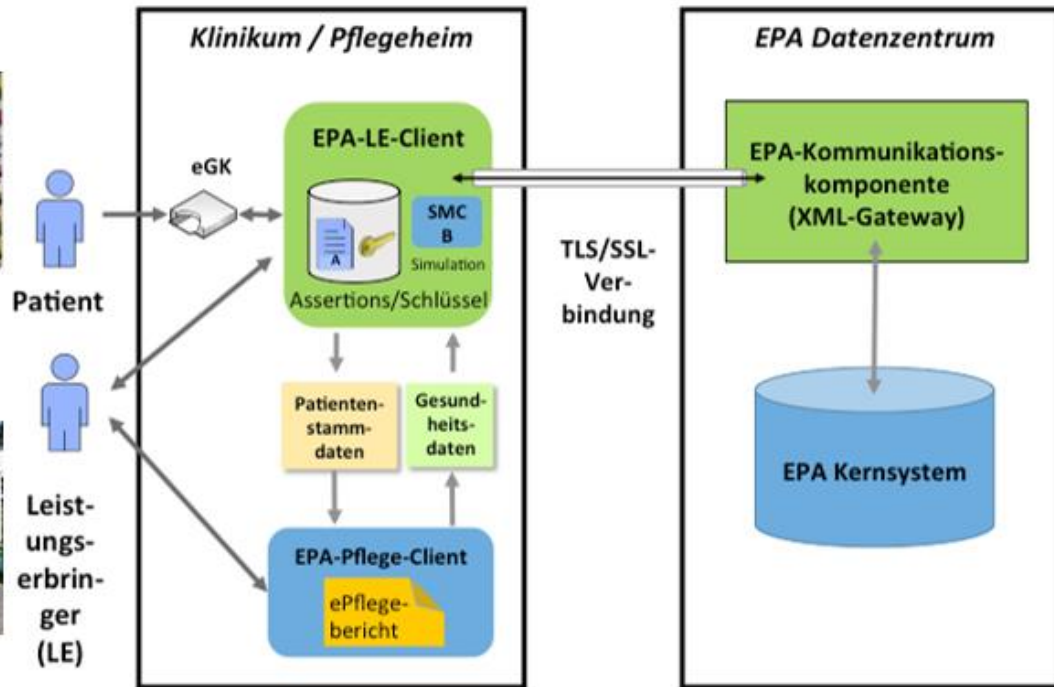 Klinikum / Pflegeheim
EPA Datenzentrum
EPA-LE-Client
eGK
SMC
B
A
Simulation
Assertions/Schlüssel
EPA-Kommunikations-
komponente
(XML-Gateway)
TLS/SSL-
Ver-
bindung
Patient
Patienten-
stamm-
daten
Gesund-
heits-
daten
EPA Kernsystem
Leist-
ungs-
erbrin-
ger
(LE)
EPA-Pflege-Client
ePflege-
bericht